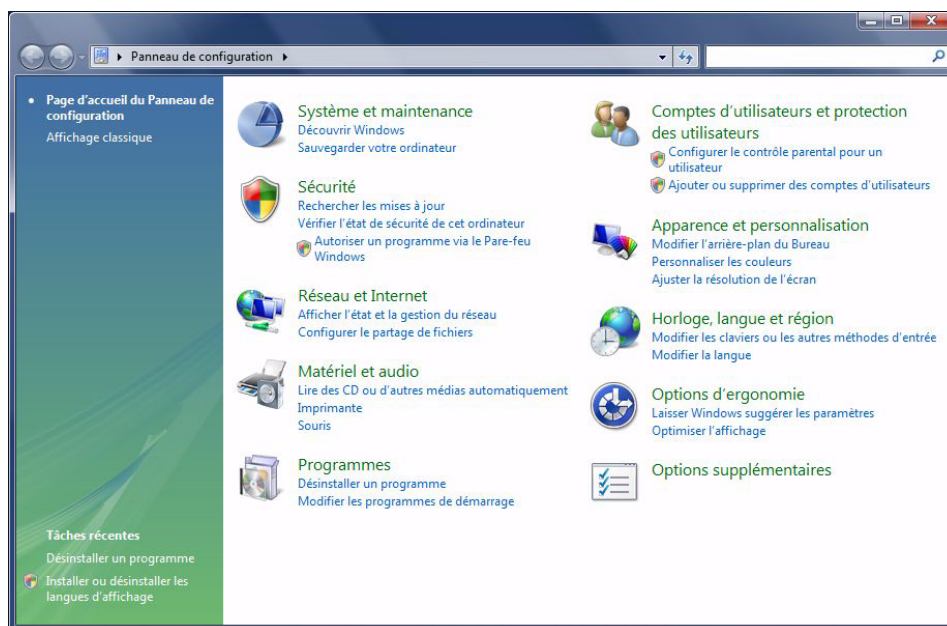 Panneau de configuration
Page d'accueil du Panneau de
configuration
Affichage classique
Tâches récentes
Désinstaller un programme
Installer ou désinstaller les
langues d'affichage
Système et maintenance
Découvrir Windows
Sauvegarder votre ordinateur
Sécurité
Rechercher les mises à jour
Vérifier l'état de sécurité de cet ordinateur
Autoriser un programme via le Pare-feu
Windows
Réseau et Internet
Afficher l'état et la gestion du réseau
Configurer le partage de fichiers
Matériel et audio
Lire des CD ou d'autres médias automatiquement
Imprimante
Souris
Programmes
Désinstaller un programme
Modifier les programmes de démarrage
Comptes d'utilisateurs et protection
des utilisateurs
Configurer le contrôle parental pour un
utilisateur
Ajouter ou supprimer des comptes d'utilisateurs
Apparence et personnalisation
Modifier l'arrière-plan du Bureau
Personnaliser les couleurs
Ajuster la résolution de l'écran
Horloge, langue et région
Modifier les claviers ou les autres méthodes d'entrée
Modifier la langue
Options d'ergonomie
Laisser Windows suggérer les paramètres
Optimiser l'affichage
Options supplémentaires